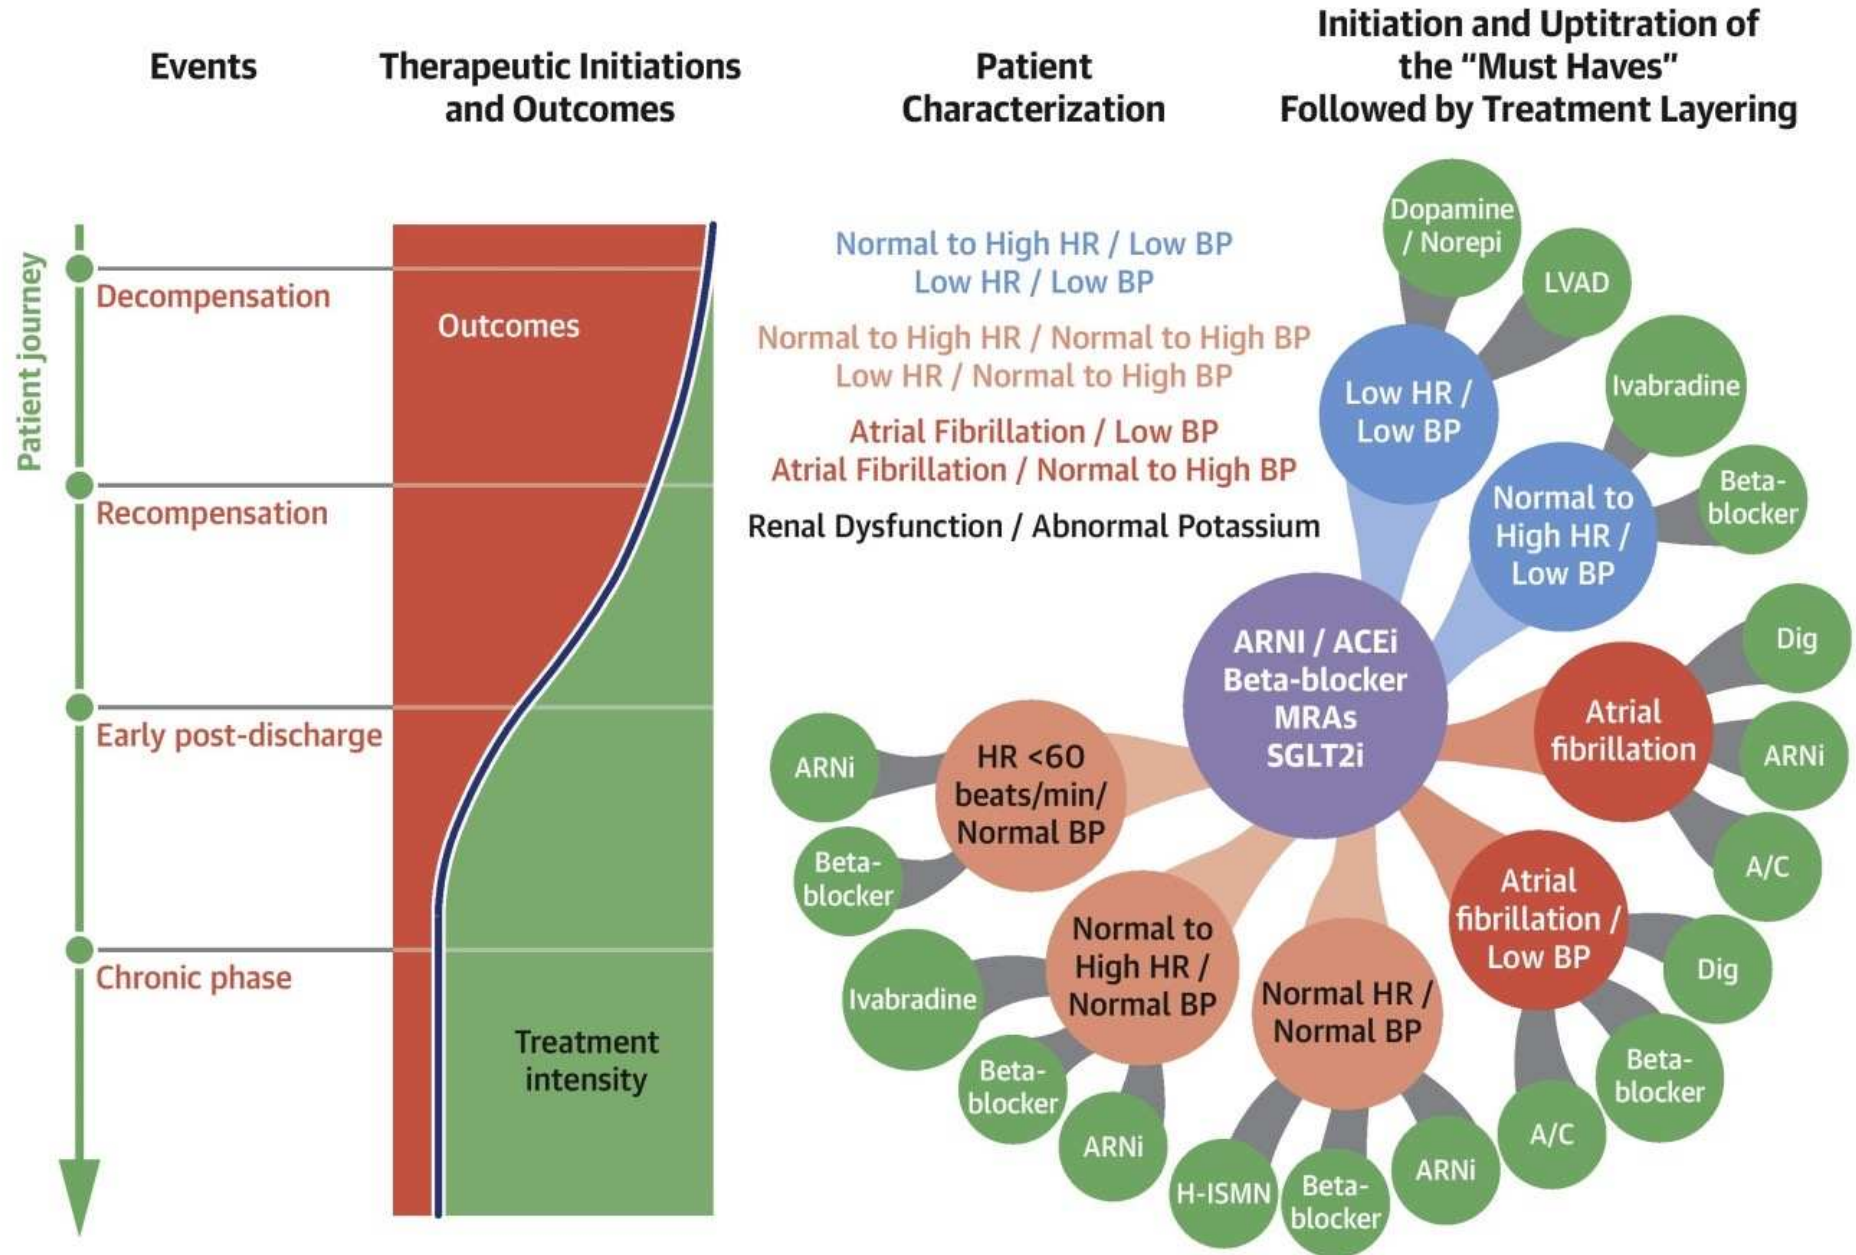 Events
Therapeutic Initiations
and Outcomes
Patient
Characterization
Initiation and Uptitration of
the “Must Haves”
Followed by Treatment Layering
Patient journey
Decompensation
Recompensation
Early post-discharge
Chronic phase
Outcomes
Treatment
intensity
Normal to High HR / Low BP
Low HR / Low BP
Normal to High HR / Normal to High BP
Low HR / Normal to High BP
Atrial Fibrillation / Low BP
Atrial Fibrillation / Normal to High BP
Renal Dysfunction / Abnormal Potassium
ARNI / ACEi
Beta-blocker
MRAs
SGLT2i
Low HR /
Low BP
Dopamine
/ Norepi
LVAD
Normal to
High HR /
Low BP
Ivabradine
Beta-
blocker
Atrial
fibrillation
Dig
ARNi
A/C
Atrial
fibrillation /
Low BP
Dig
Beta-
blocker
A/C
Normal HR /
Normal BP
ARNi
Beta-
blocker
H-ISMN
Normal to
High HR /
Normal BP
ARNi
Beta-
blocker
Ivabradine
HR <60
beats/min/
Normal BP
Beta-
blocker
ARNi